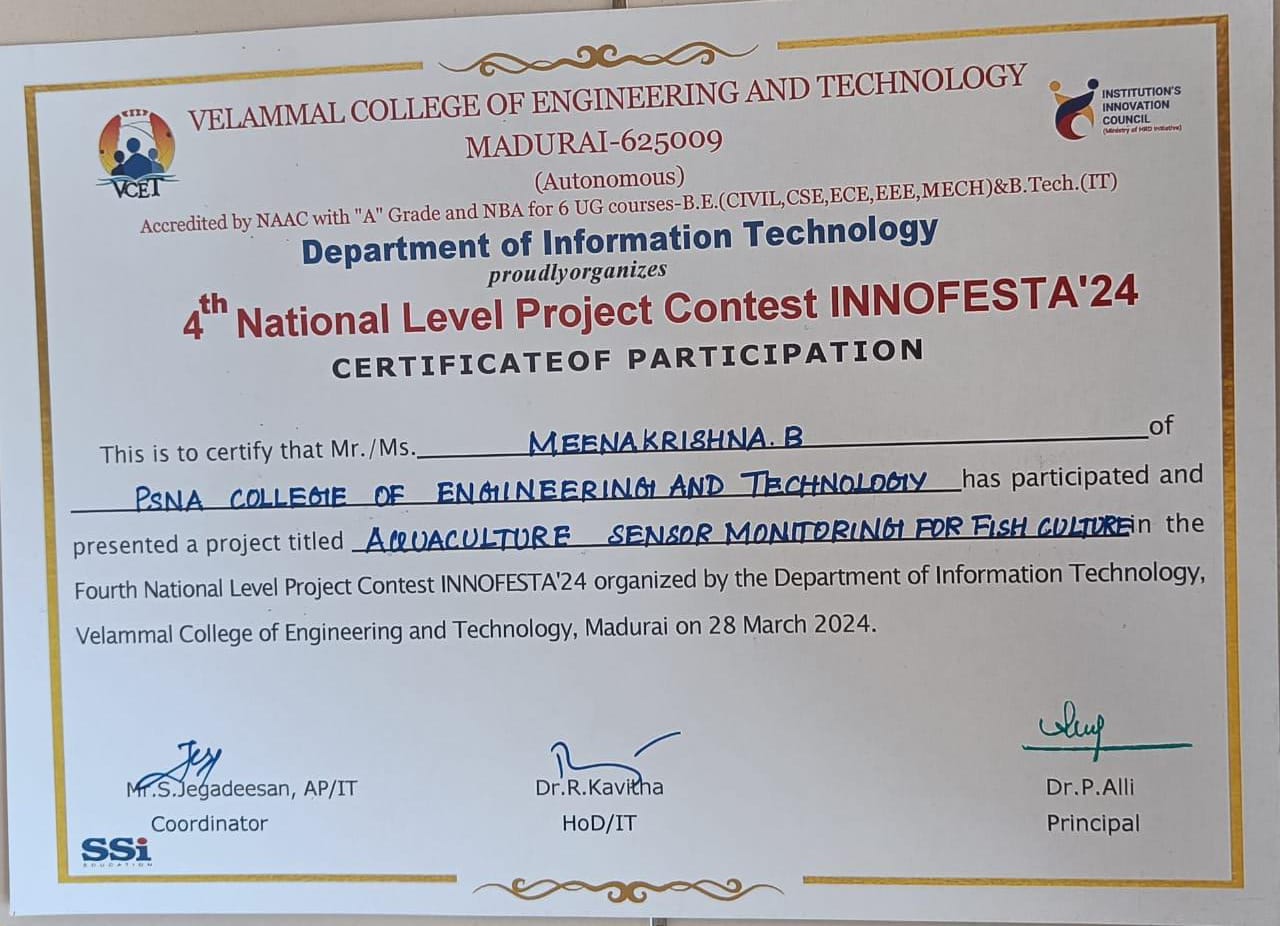 VELAMMAL COLLEGE OF ENGINEERING AND TECHNOLOGY
MADURAI-625009
(Autonomous)
Accredited by NAAC with "A" Grade and NBA for 6 UG courses-B.E.(CIVIL,CSE,ECE,EEE,MECH)&B.Tech.(IT)
VCET
INSTITUTION'S
INNOVATION
COUNCIL
(Ministry of HRD Initiative)
Department of Information Technology
proudlyorganizes
4th National Level Project Contest INNOFESTA'24
CERTIFICATEOF PARTICIPATION
This is to certify that Mr./Ms. MEENAKRISHNA. B of
PSNA COLLEGE OF ENGINEERING AND TECHNOLOGY has participated and
presented a project titled AQUACULTURE SENSOR MONITORING FOR FISH CULTURE in the
Fourth National Level Project Contest INNOFESTA'24 organized by the Department of Information Technology,
Velammal College of Engineering and Technology, Madurai on 28 March 2024.
Mr.S.Jegadeesan, AP/IT
Coordinator
Dr.R.Kavitha
HoD/IT
Dr.P.Alli
Principal
SSi
EDUCATION